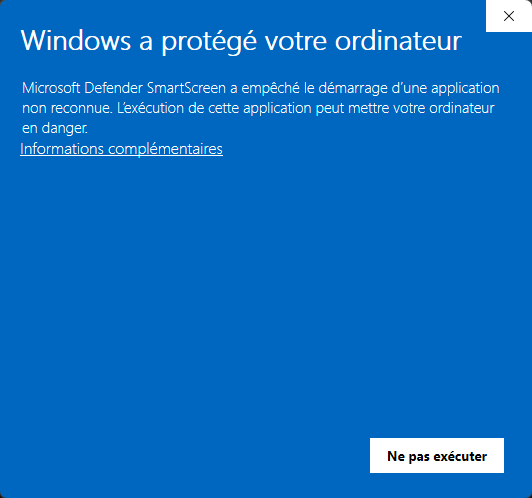 Windows a protégé votre ordinateur
Microsoft Defender SmartScreen a empêché le démarrage d’une application
non reconnue. L’exécution de cette application peut mettre votre ordinateur
en danger.
Informations complémentaires
Ne pas exécuter